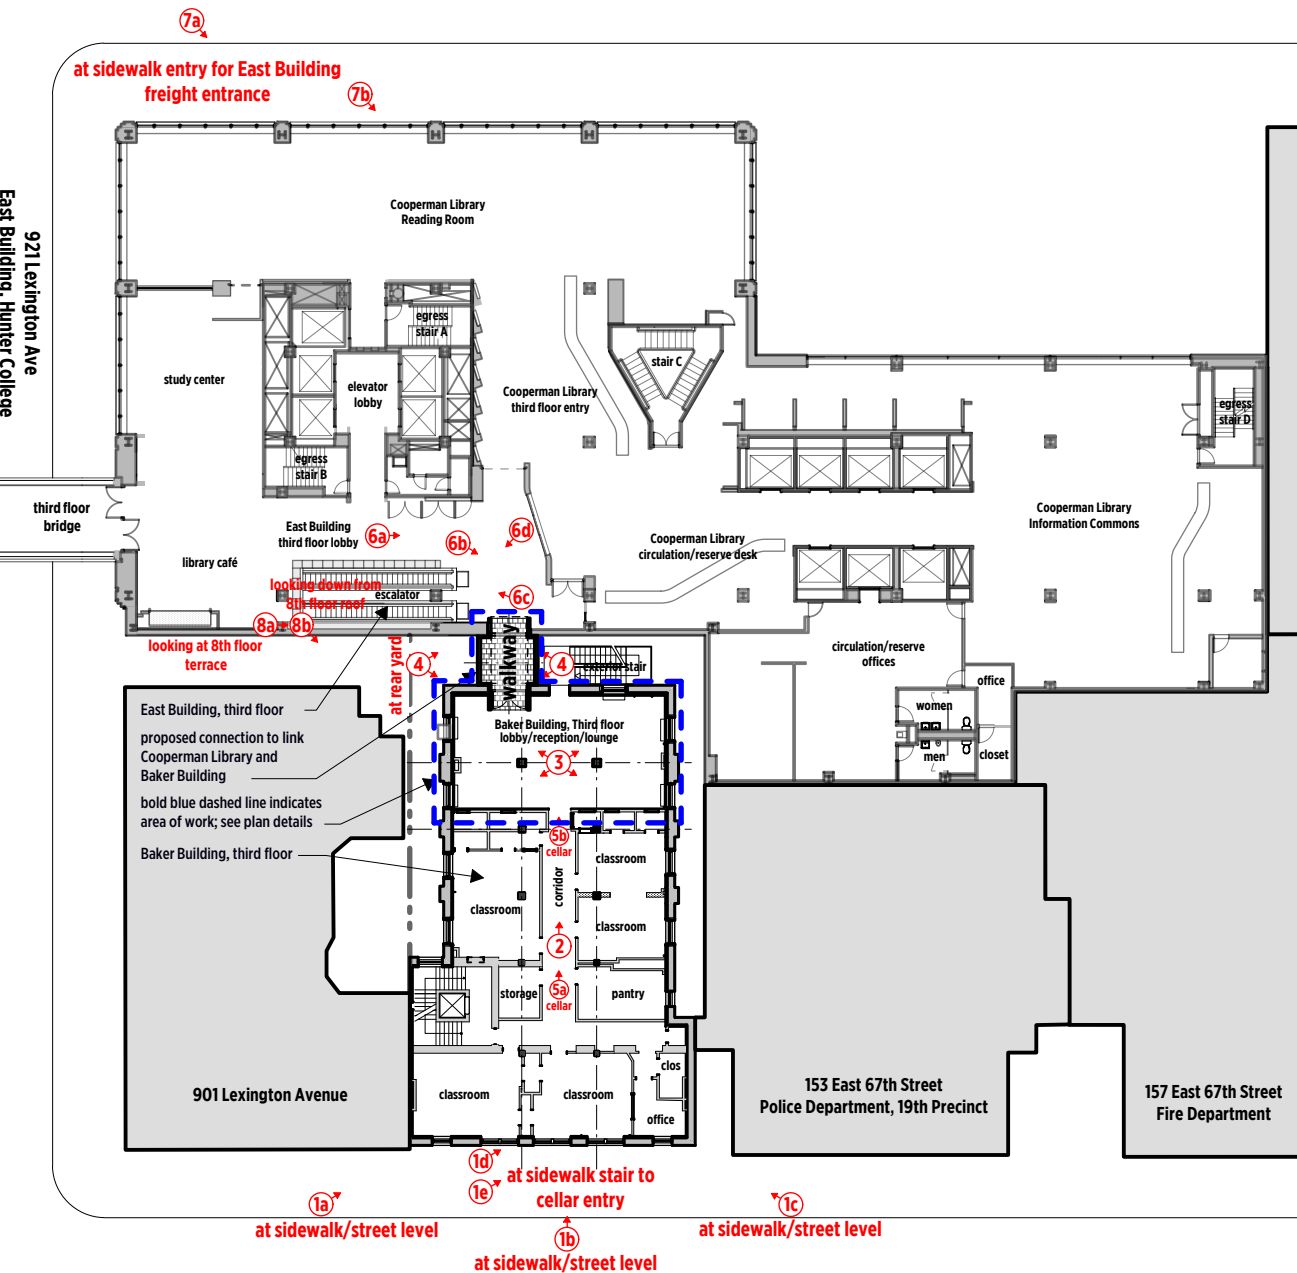 7a
at sidewalk entry for East Building
freight entrance
7b
921 Lexington Ave
East Building, Hunter College
Cooperman Library
Reading Room
egress
stair A
study center
elevator
lobby
stair C
Cooperman Library
third floor entry
egress
stair D
egress
stair B
third floor
bridge
East Building
third floor lobby
6a
6b
6d
Cooperman Library
circulation/reserve desk
Cooperman Library
Information Commons
library café
looking down from
8th floor roof
escalator
6c
8a
8b
looking at 8th floor
terrace
at rear yard
4
walkway
4
exterior stair
circulation/reserve
offices
office
women
men
closet
East Building, third floor
proposed connection to link
Cooperman Library and
Baker Building
bold blue dashed line indicates
area of work; see plan details
Baker Building, third floor
Baker Building, Third floor
lobby/reception/lounge
3
5b
cellar
classroom
corridor
classroom
classroom
2
5a
cellar
storage
pantry
clos
classroom
classroom
office
901 Lexington Avenue
153 East 67th Street
Police Department, 19th Precinct
157 East 67th Street
Fire Department
1d
at sidewalk stair to
cellar entry
1e
1a
at sidewalk/street level
1c
at sidewalk/street level
1b
at sidewalk/street level